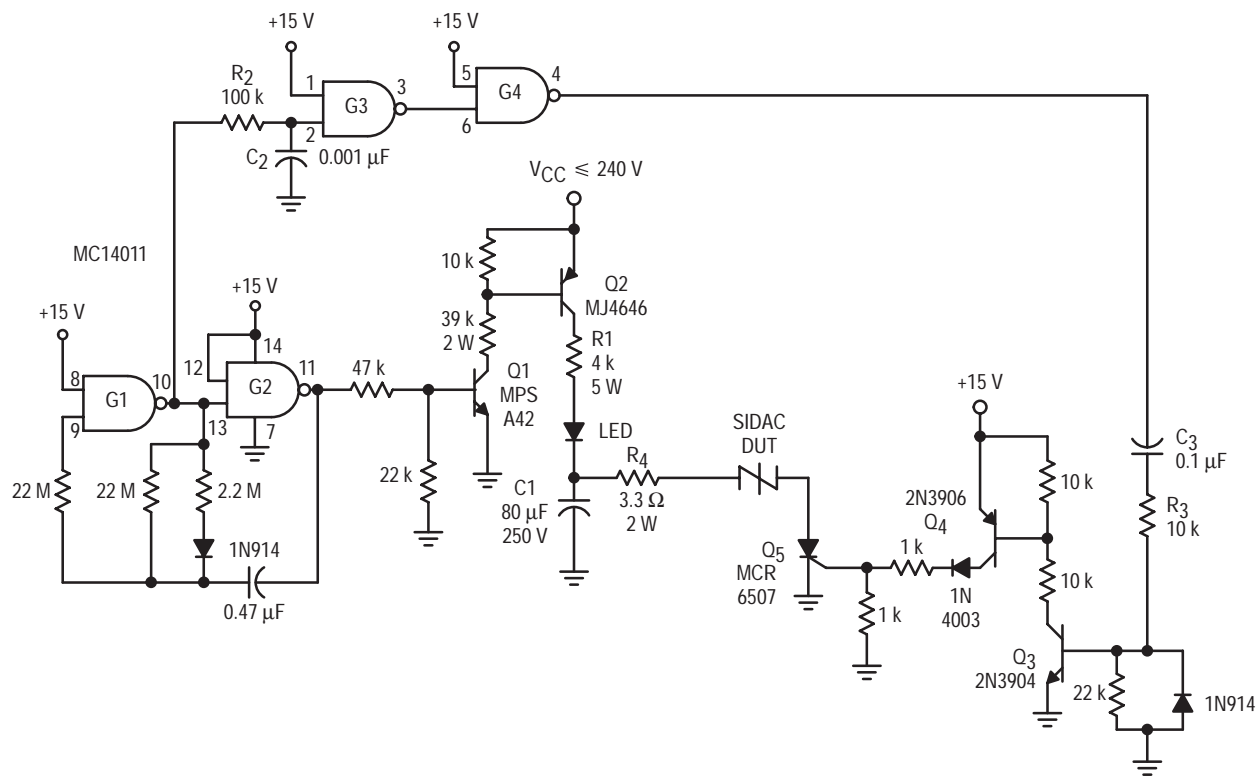 +15 V
+15 V
R2
100 k
1
2
G3
3
5
6
G4
4
C2
0.001 µF
VCC ≤ 240 V
MC14011
+15 V
+15 V
10 k
Q2
MJ4646
39 k
2 W
R1
4 k
5 W
8
9
G1
10
12
13
14
G2
11
7
47 k
Q1
MPS
A42
LED
SIDAC
DUT
+15 V
C3
0.1 µF
22 M
22 M
2.2 M
22 k
R4
3.3 Ω
2 W
C1
80 µF
250 V
2N3906
Q4
10 k
R3
10 k
1N914
0.47 µF
Q5
MCR
6507
1 k
1 k
1N
4003
10 k
Q3
2N3904
22 k
1N914